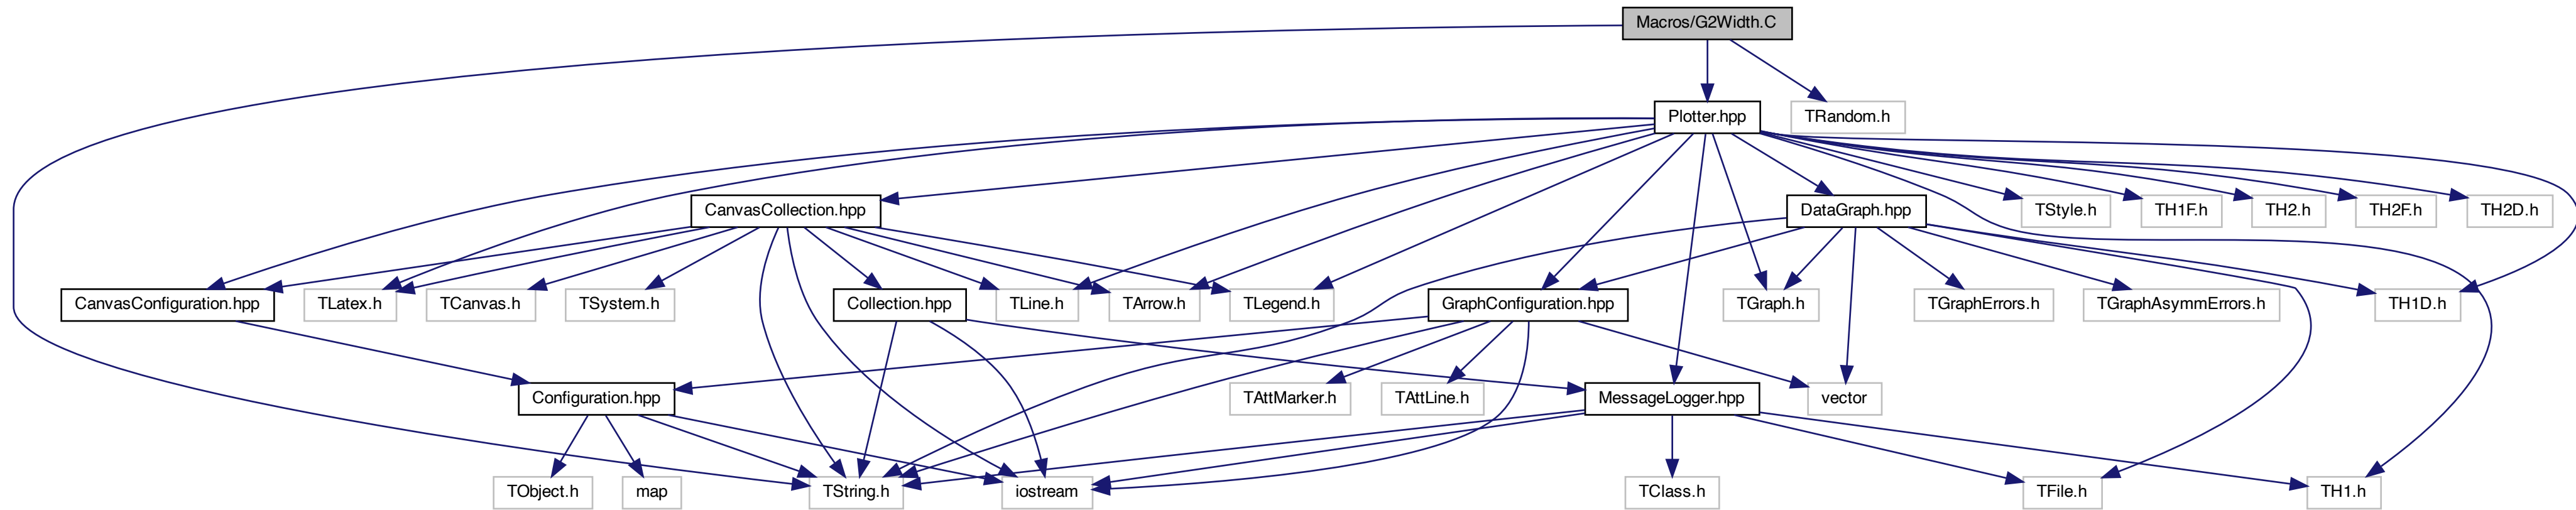 Macros/G2Width.C
Plotter.hpp
TRandom.h
CanvasCollection.hpp
DataGraph.hpp
TStyle.h
TH1F.h
TH2.h
TH2F.h
TH2D.h
CanvasConfiguration.hpp
TLatex.h
TCanvas.h
TSystem.h
Collection.hpp
TLine.h
TArrow.h
TLegend.h
GraphConfiguration.hpp
TGraph.h
TGraphErrors.h
TGraphAsymmErrors.h
TH1D.h
Configuration.hpp
TAttMarker.h
TAttLine.h
MessageLogger.hpp
vector
TObject.h
map
TString.h
iostream
TClass.h
TFile.h
TH1.h